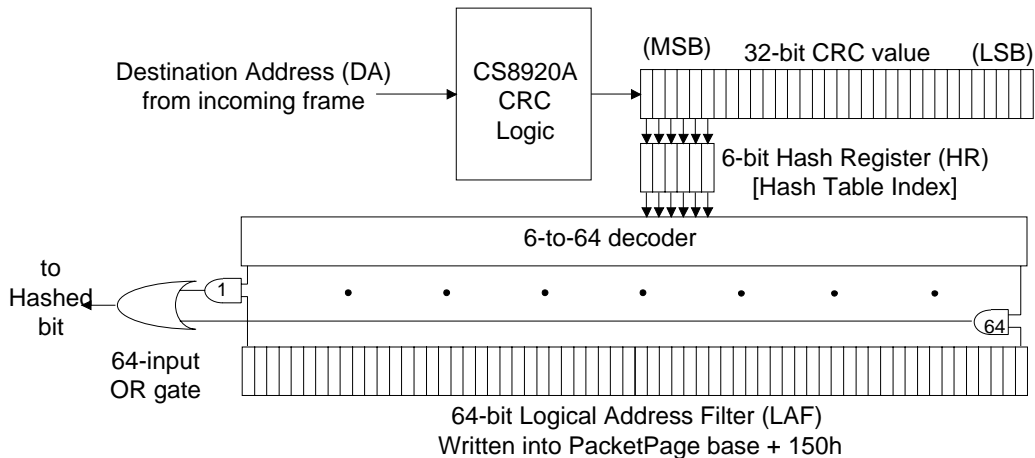 (MSB) 32-bit CRC value (LSB)
Destination Address (DA)
from incoming frame
CS8920A
CRC
Logic
6-bit Hash Register (HR)
[Hash Table Index]
6-to-64 decoder
to
Hashed
bit
1
64
64-input
OR gate
64-bit Logical Address Filter (LAF)
Written into PacketPage base + 150h